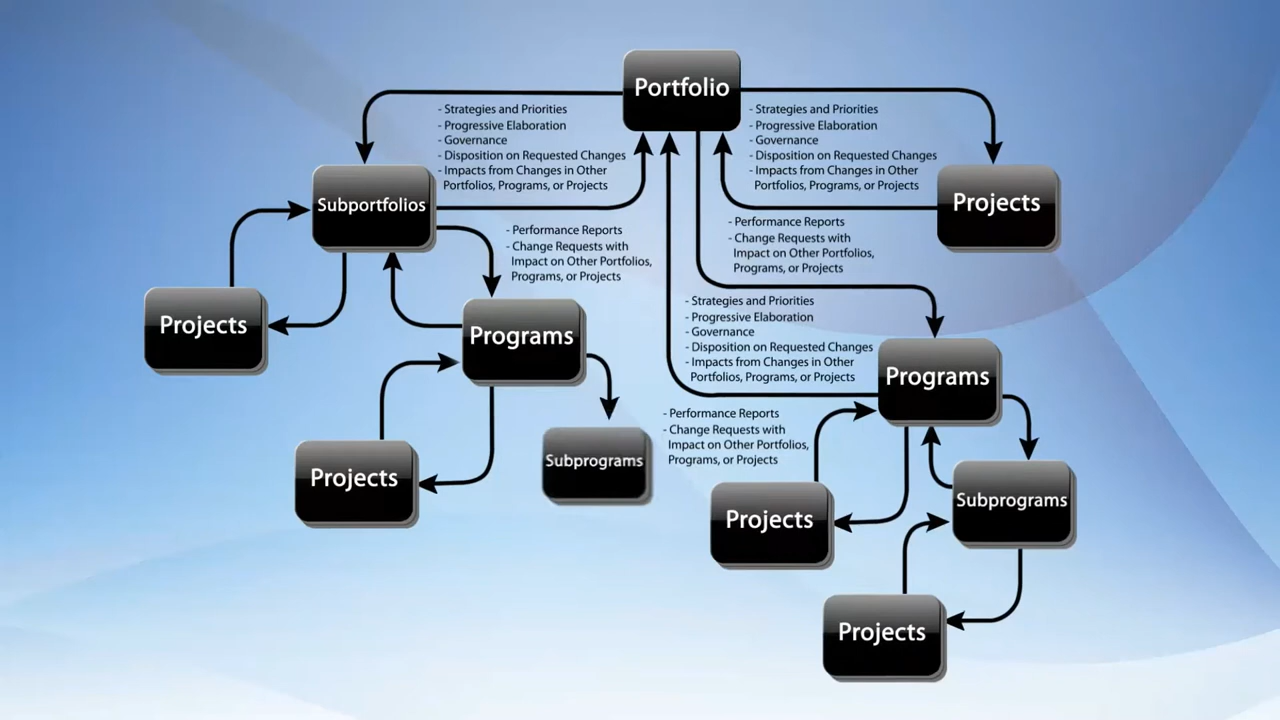 Portfolio
- Strategies and Priorities
- Progressive Elaboration
- Governance
- Disposition on Requested Changes
- Impacts from Changes in Other
Portfolios, Programs, or Projects
- Strategies and Priorities
- Progressive Elaboration
- Governance
- Disposition on Requested Changes
- Impacts from Changes in Other
Portfolios, Programs, or Projects
Subportfolios
Projects
- Performance Reports
- Change Requests with
Impact on Other Portfolios,
Programs, or Projects
- Performance Reports
- Change Requests with
Impact on Other Portfolios,
Programs, or Projects
Projects
Programs
- Strategies and Priorities
- Progressive Elaboration
- Governance
- Disposition on Requested Changes
- Impacts from Changes in Other
Portfolios, Programs, or Projects
Programs
- Performance Reports
- Change Requests with
Impact on Other Portfolios,
Programs, or Projects
Projects
Subprograms
Projects
Subprograms
Projects